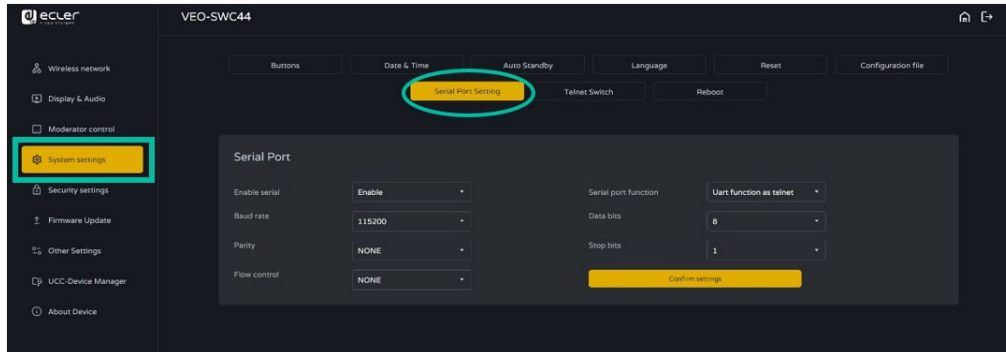 ecler
VEO-SWC44
Wireless network
Display & Audio
Moderator control
System settings
Security settings
Firmware Update
Other Settings
UCC-Device Manager
About Device
Buttons
Date & Time
Auto Standby
Language
Reset
Configuration file
Serial Port Setting
Telnet Switch
Reboot
Serial Port
Enable serial
Enable
Serial port function
Uart function as telnet
Baud rate
115200
Data bits
8
Parity
NONE
Stop bits
1
Flow control
NONE
Confirm settings